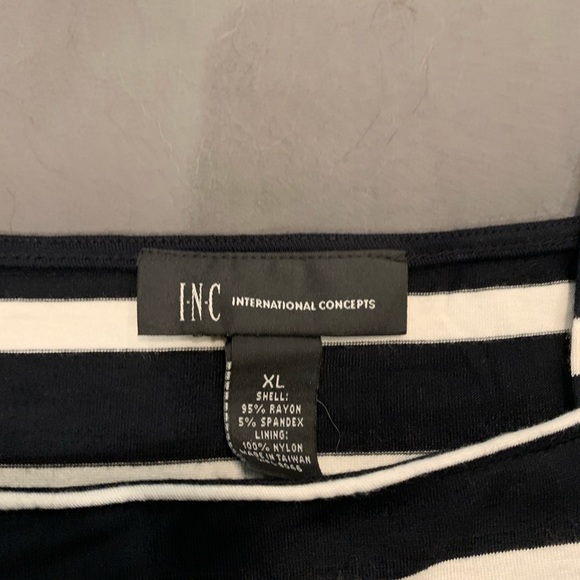 I·N·C INTERNATIONAL CONCEPTS
XL
SHELL:
95% RAYON
5% SPANDEX
LINING:
100% NYLON
MADE IN TAIWAN